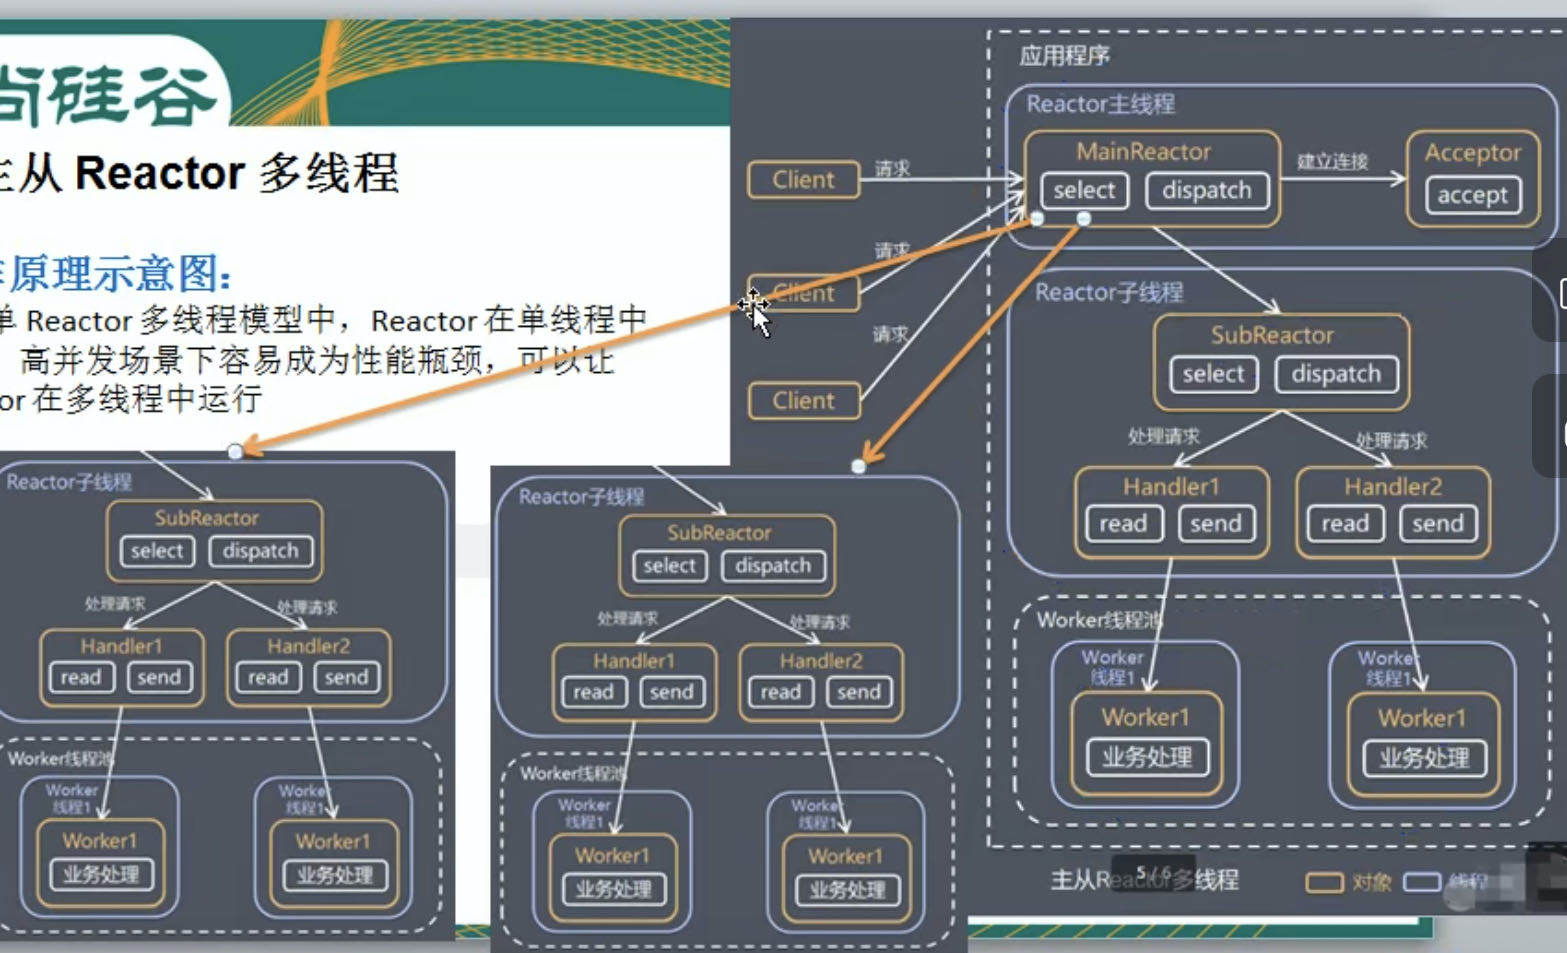 尚硅谷
主从 Reactor 多线程
原理示意图：
单 Reactor 多线程模型中，Reactor 在单线程中
高并发场景下容易成为性能瓶颈，可以让
or 在多线程中运行
应用程序
Reactor主线程
MainReactor
select
dispatch
建立连接
Acceptor
accept
Client
请求
Client
请求
Client
请求
Reactor子线程
SubReactor
select
dispatch
处理请求
处理请求
Handler1
read
send
Handler2
read
send
Worker线程池
Worker
线程1
Worker1
业务处理
Worker
线程1
Worker1
业务处理
Reactor子线程
SubReactor
select
dispatch
处理请求
处理请求
Handler1
read
send
Handler2
read
send
Worker线程池
Worker
线程1
Worker1
业务处理
Worker
线程1
Worker1
业务处理
Reactor子线程
SubReactor
select
dispatch
处理请求
处理请求
Handler1
read
send
Handler2
read
send
Worker线程池
Worker
线程1
Worker1
业务处理
Worker
线程1
Worker1
业务处理
主从Reactor多线程
5 / 6
对象
线程